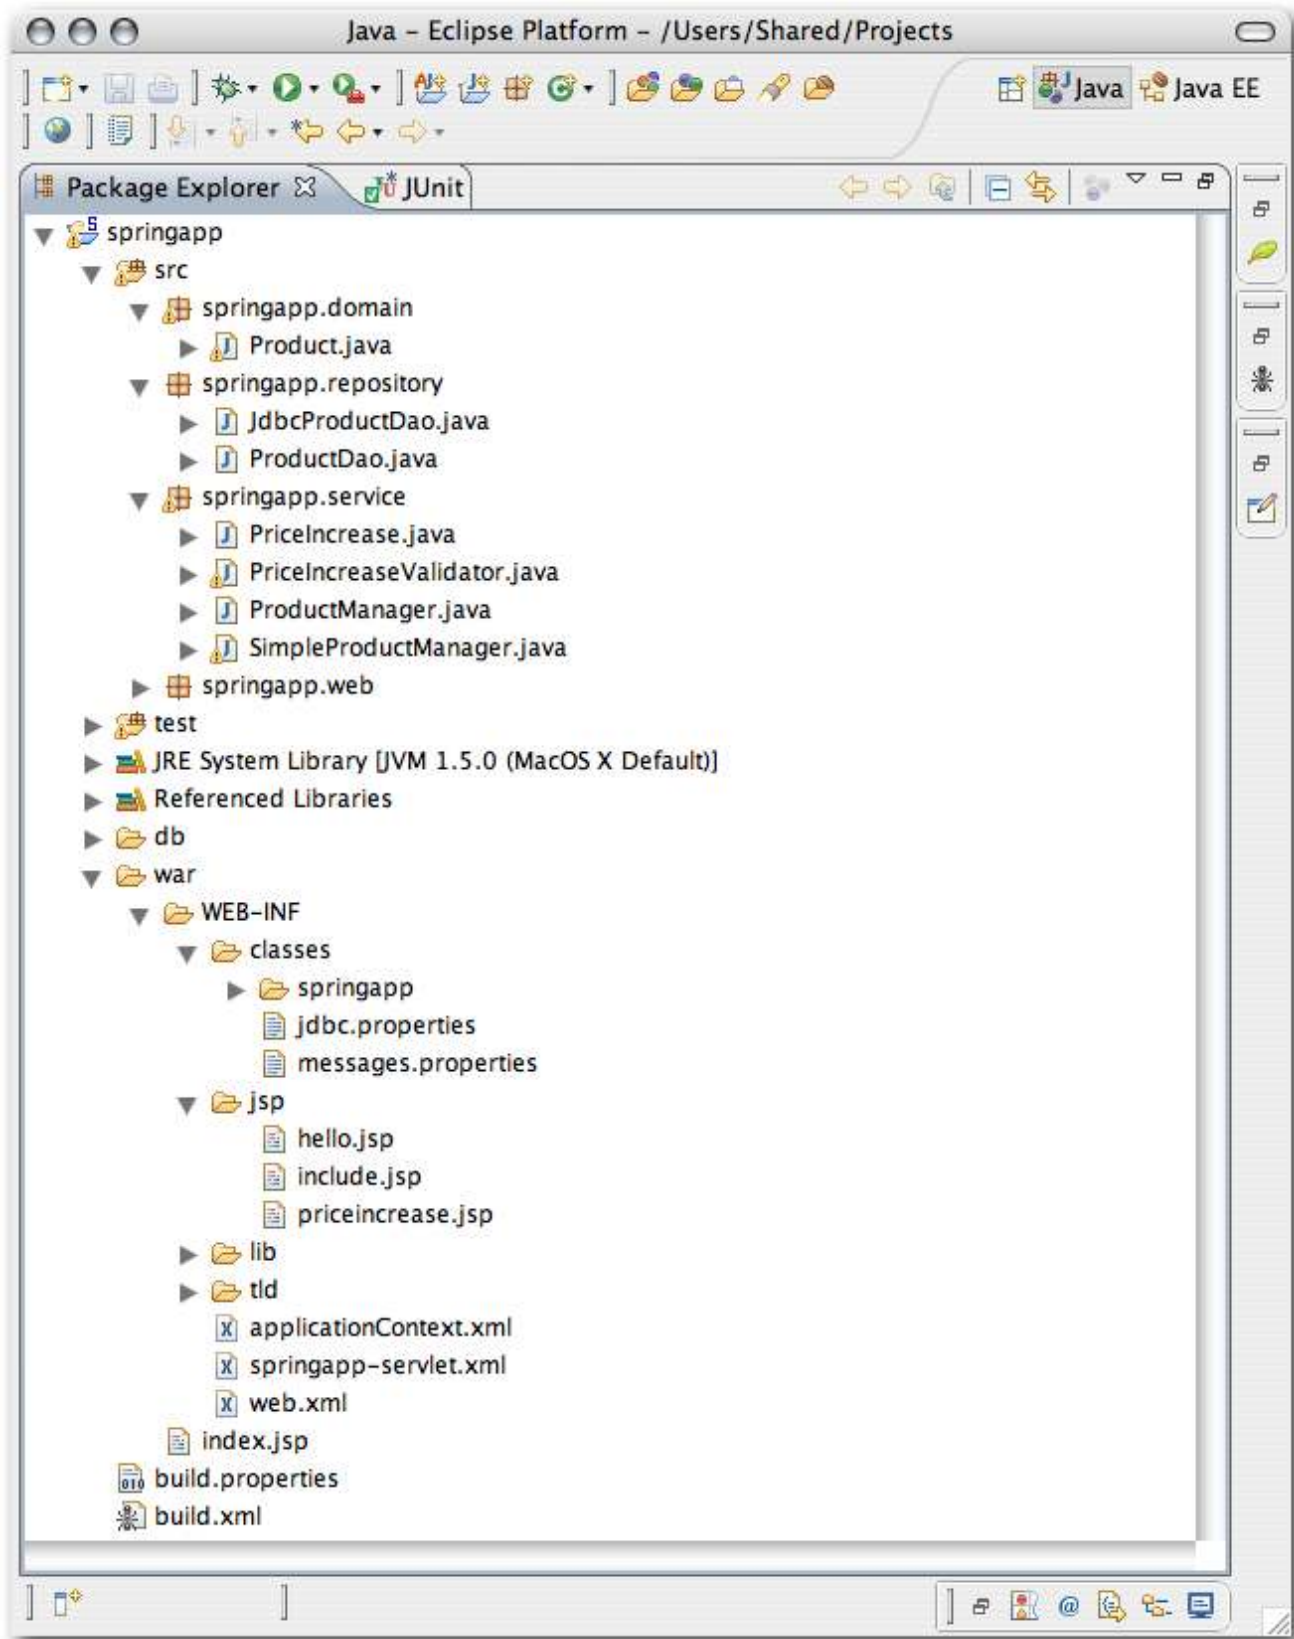 Java – Eclipse Platform – /Users/Shared/Projects
Java
Java EE
Package Explorer
JUnit
springapp
src
springapp.domain
Product.java
springapp.repository
JdbcProductDao.java
ProductDao.java
springapp.service
PriceIncrease.java
PriceIncreaseValidator.java
ProductManager.java
SimpleProductManager.java
springapp.web
test
JRE System Library [JVM 1.5.0 (MacOS X Default)]
Referenced Libraries
db
war
WEB-INF
classes
springapp
jdbc.properties
messages.properties
jsp
hello.jsp
include.jsp
priceincrease.jsp
lib
tld
applicationContext.xml
springapp-servlet.xml
web.xml
index.jsp
build.properties
build.xml